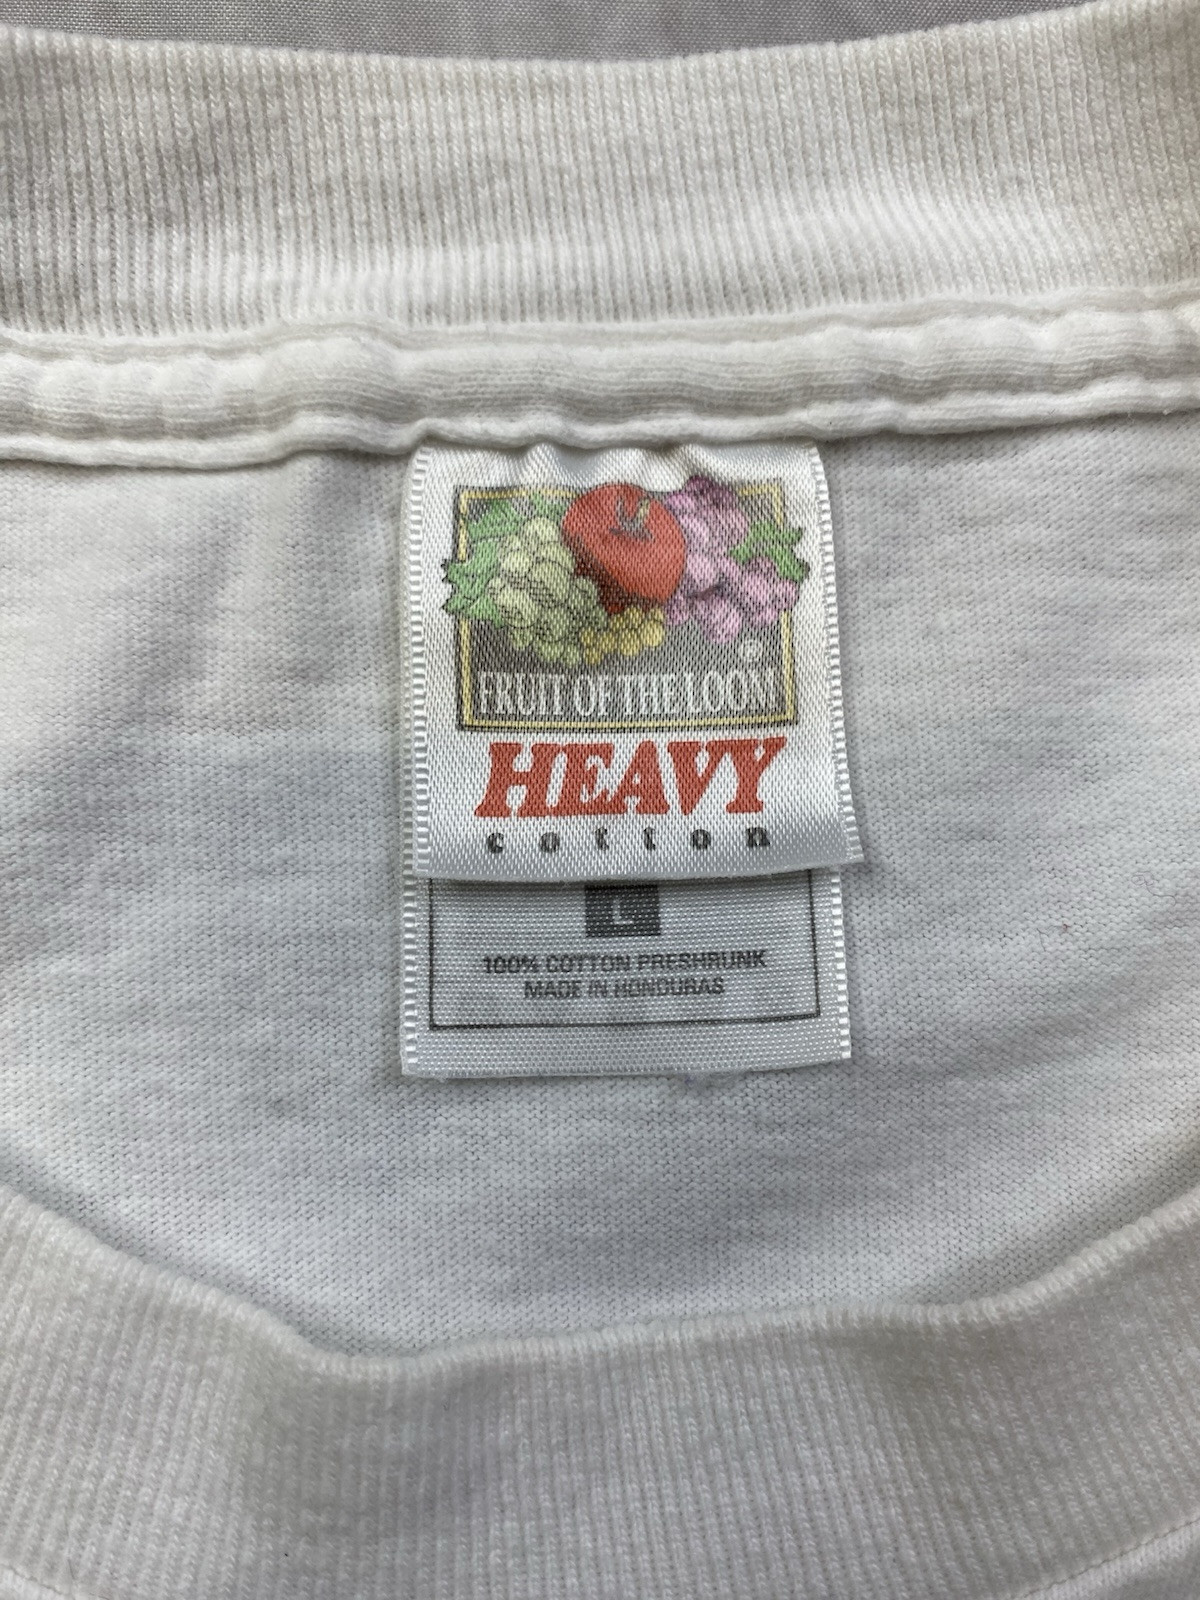 FRUIT OF THE LOOM
HEAVY
cotton
L
100% COTTON PRESHRUNK
MADE IN HONDURAS